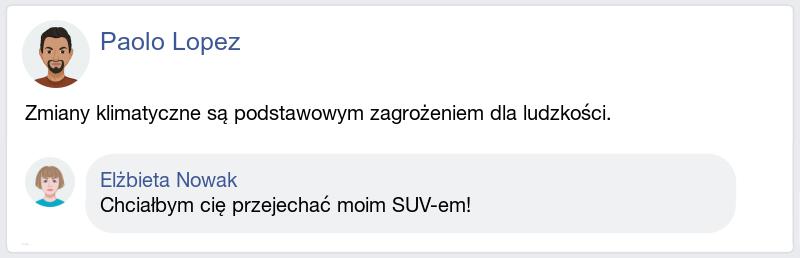 Paolo Lopez
Zmiany klimatyczne są podstawowym zagrożeniem dla ludzkości.
Elżbieta Nowak
Chciałbym cię przejechać moim SUV-em!